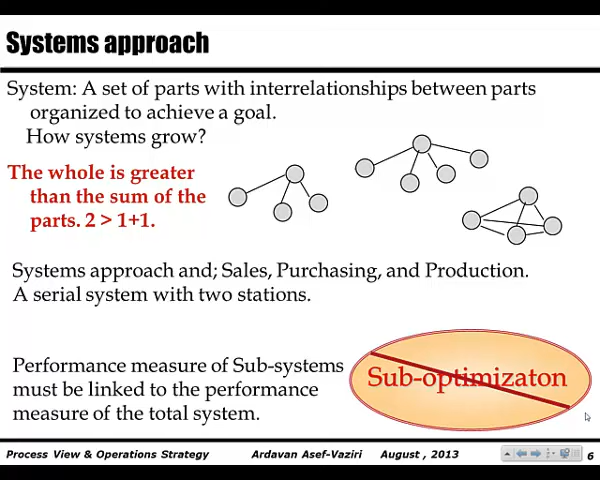 Systems approach
System: A set of parts with interrelationships between parts
organized to achieve a goal.
How systems grow?
The whole is greater
than the sum of the
parts. 2 > 1+1.
Systems approach and; Sales, Purchasing, and Production.
A serial system with two stations.
Performance measure of Sub-systems
must be linked to the performance
measure of the total system.
Sub-optimizaton
Process View & Operations Strategy Ardavan Asef-Vaziri August , 2013 6